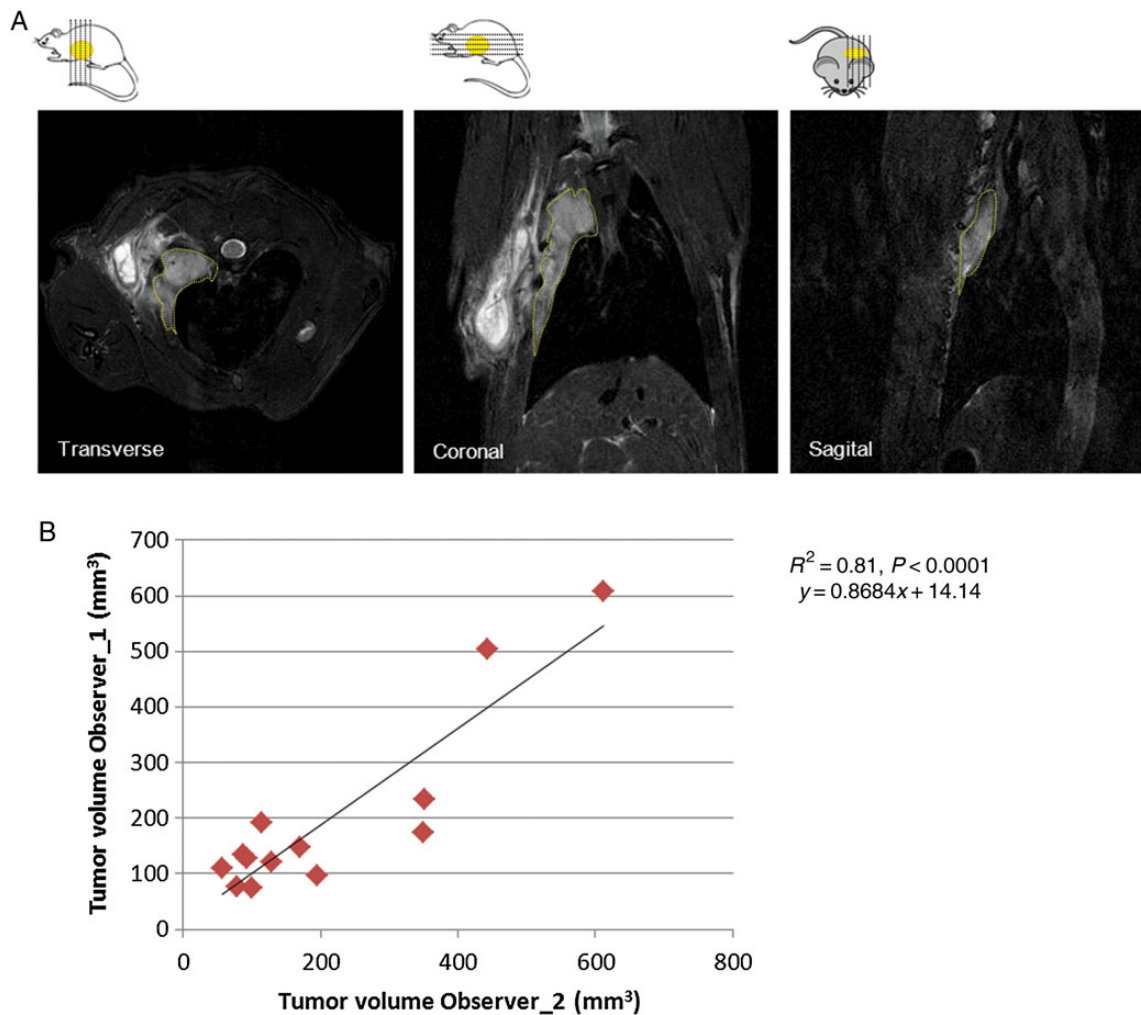 A
Transverse
Coronal
Sagital
B
Tumor volume Observer_1 (mm³)
700
600
500
400
300
200
100
0
0 200 400 600 800
Tumor volume Observer_2 (mm³)
R² = 0.81, P < 0.0001
y = 0.8684x + 14.14